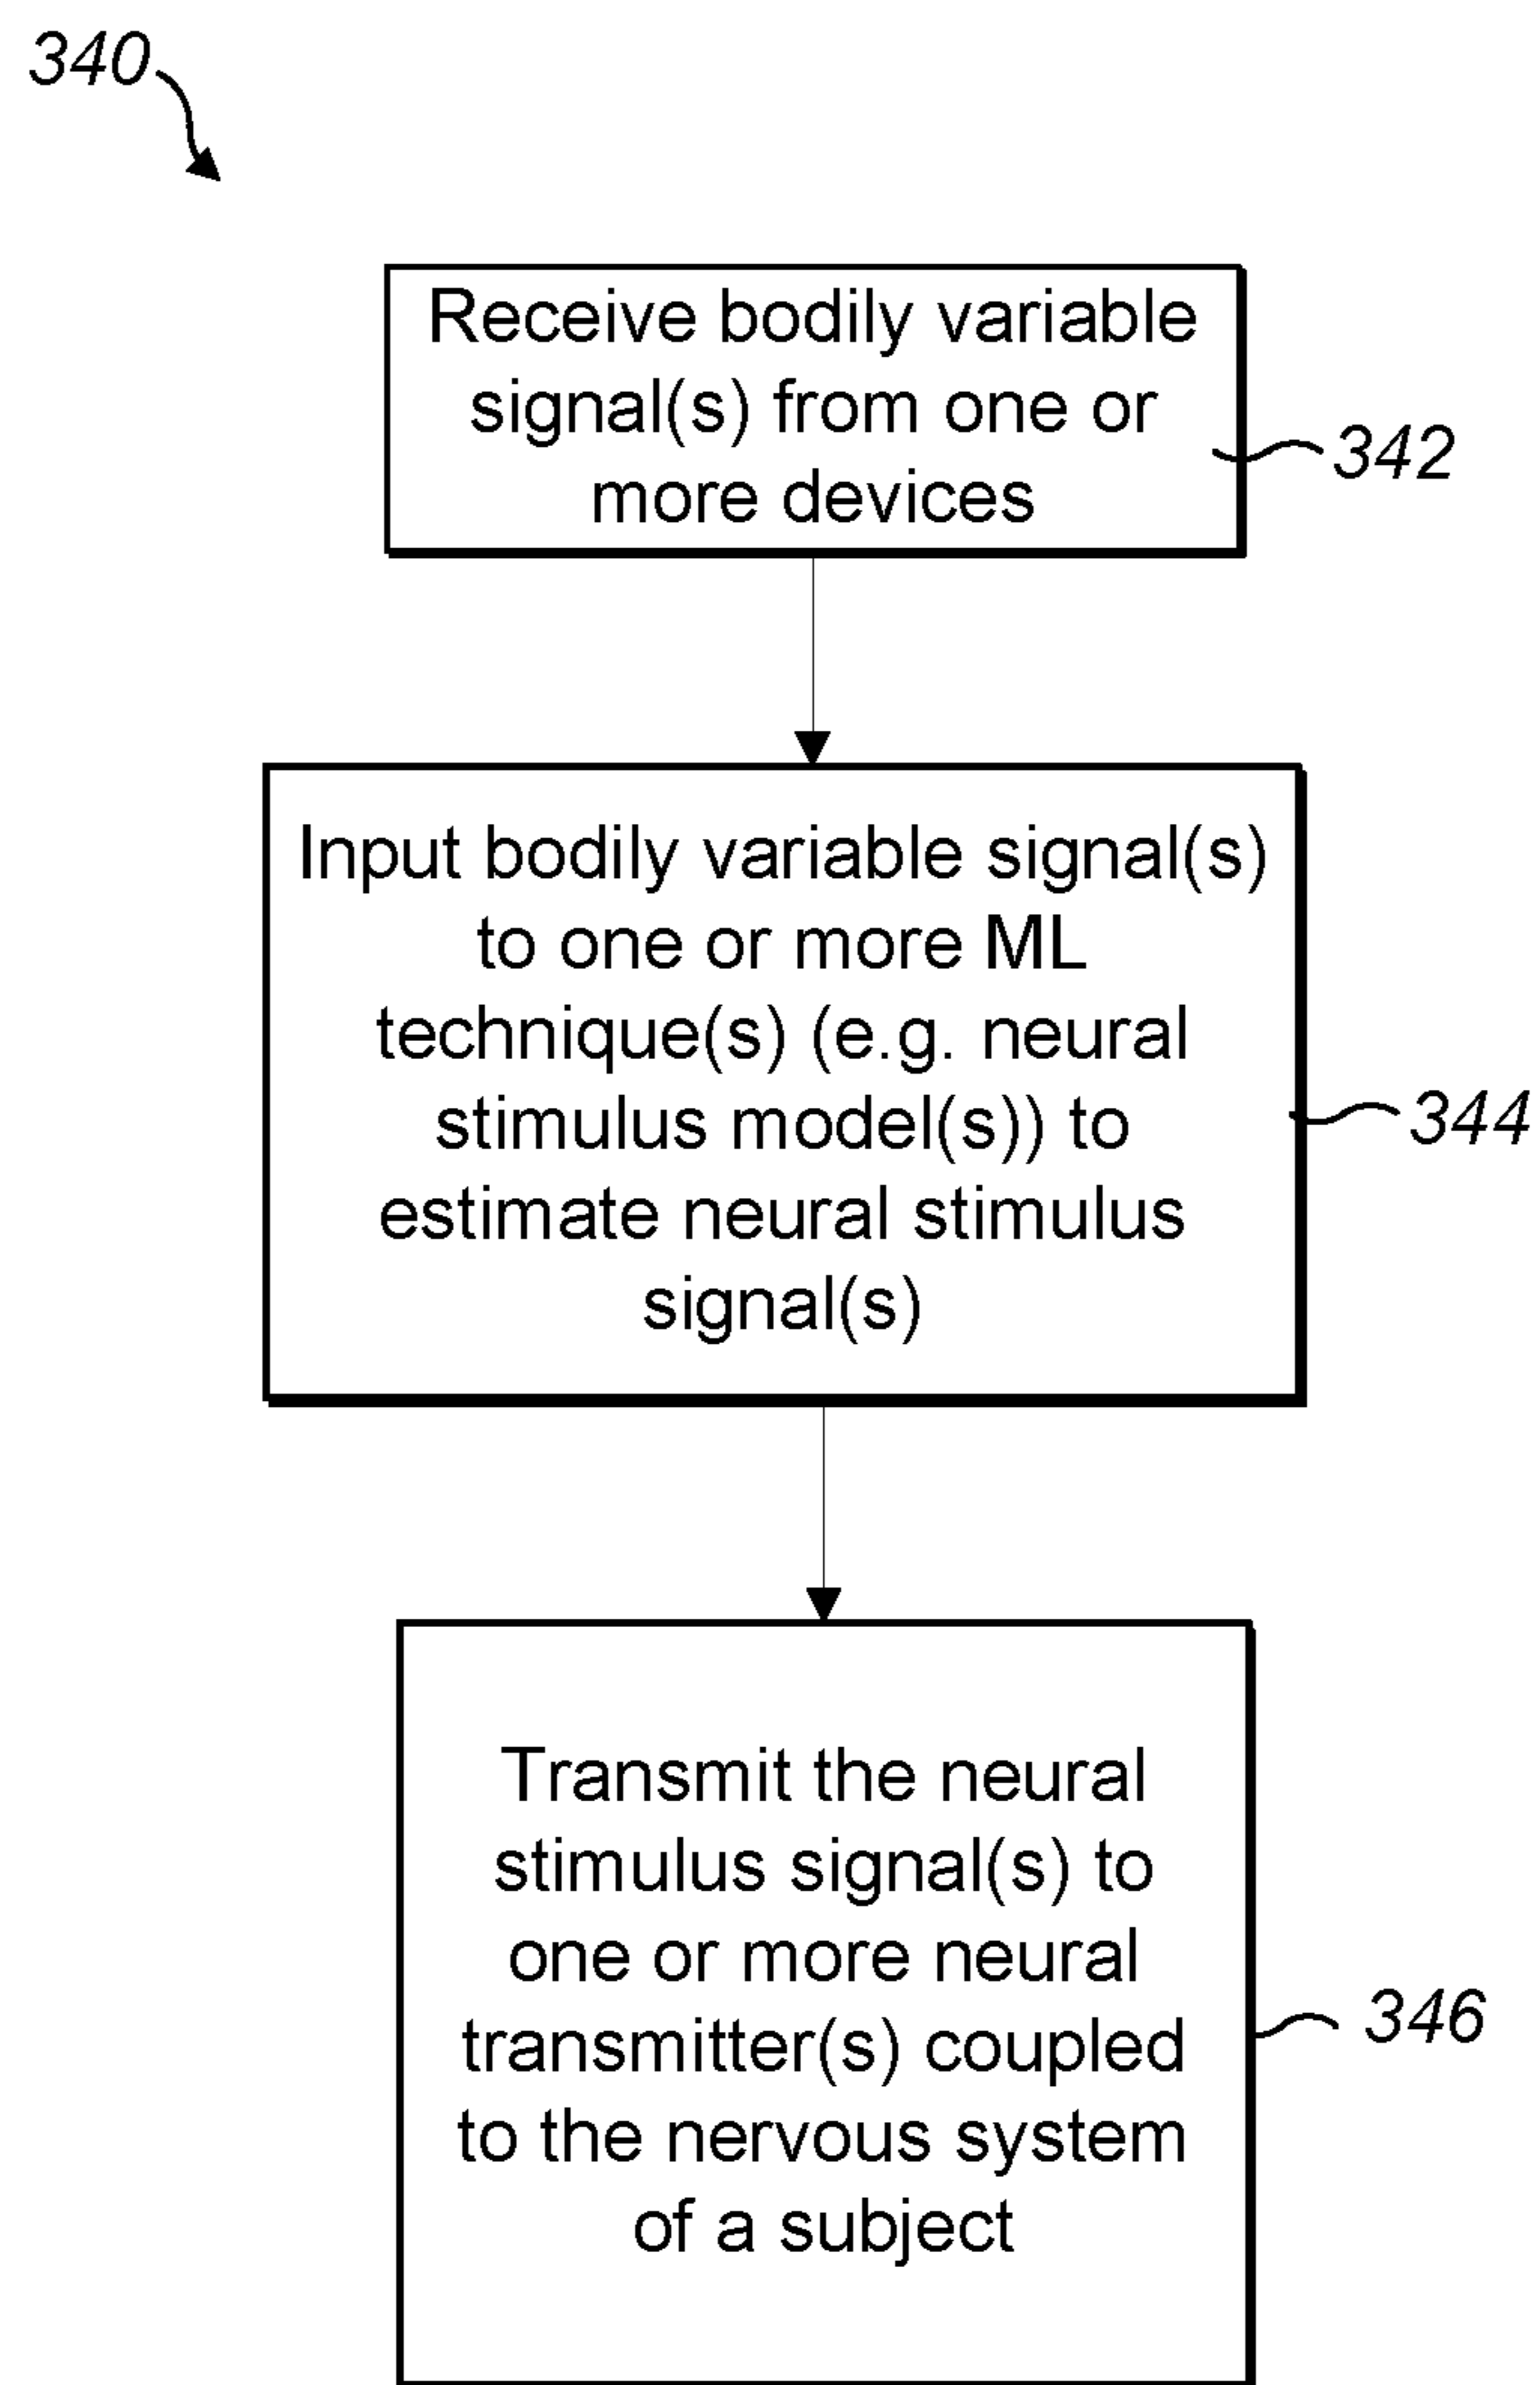 340
Receive bodily variable
signal(s) from one or
more devices
342
Input bodily variable signal(s)
to one or more ML
technique(s) (e.g. neural
stimulus model(s)) to
estimate neural stimulus
signal(s)
344
Transmit the neural
stimulus signal(s) to
one or more neural
transmitter(s) coupled
to the nervous system
of a subject
346